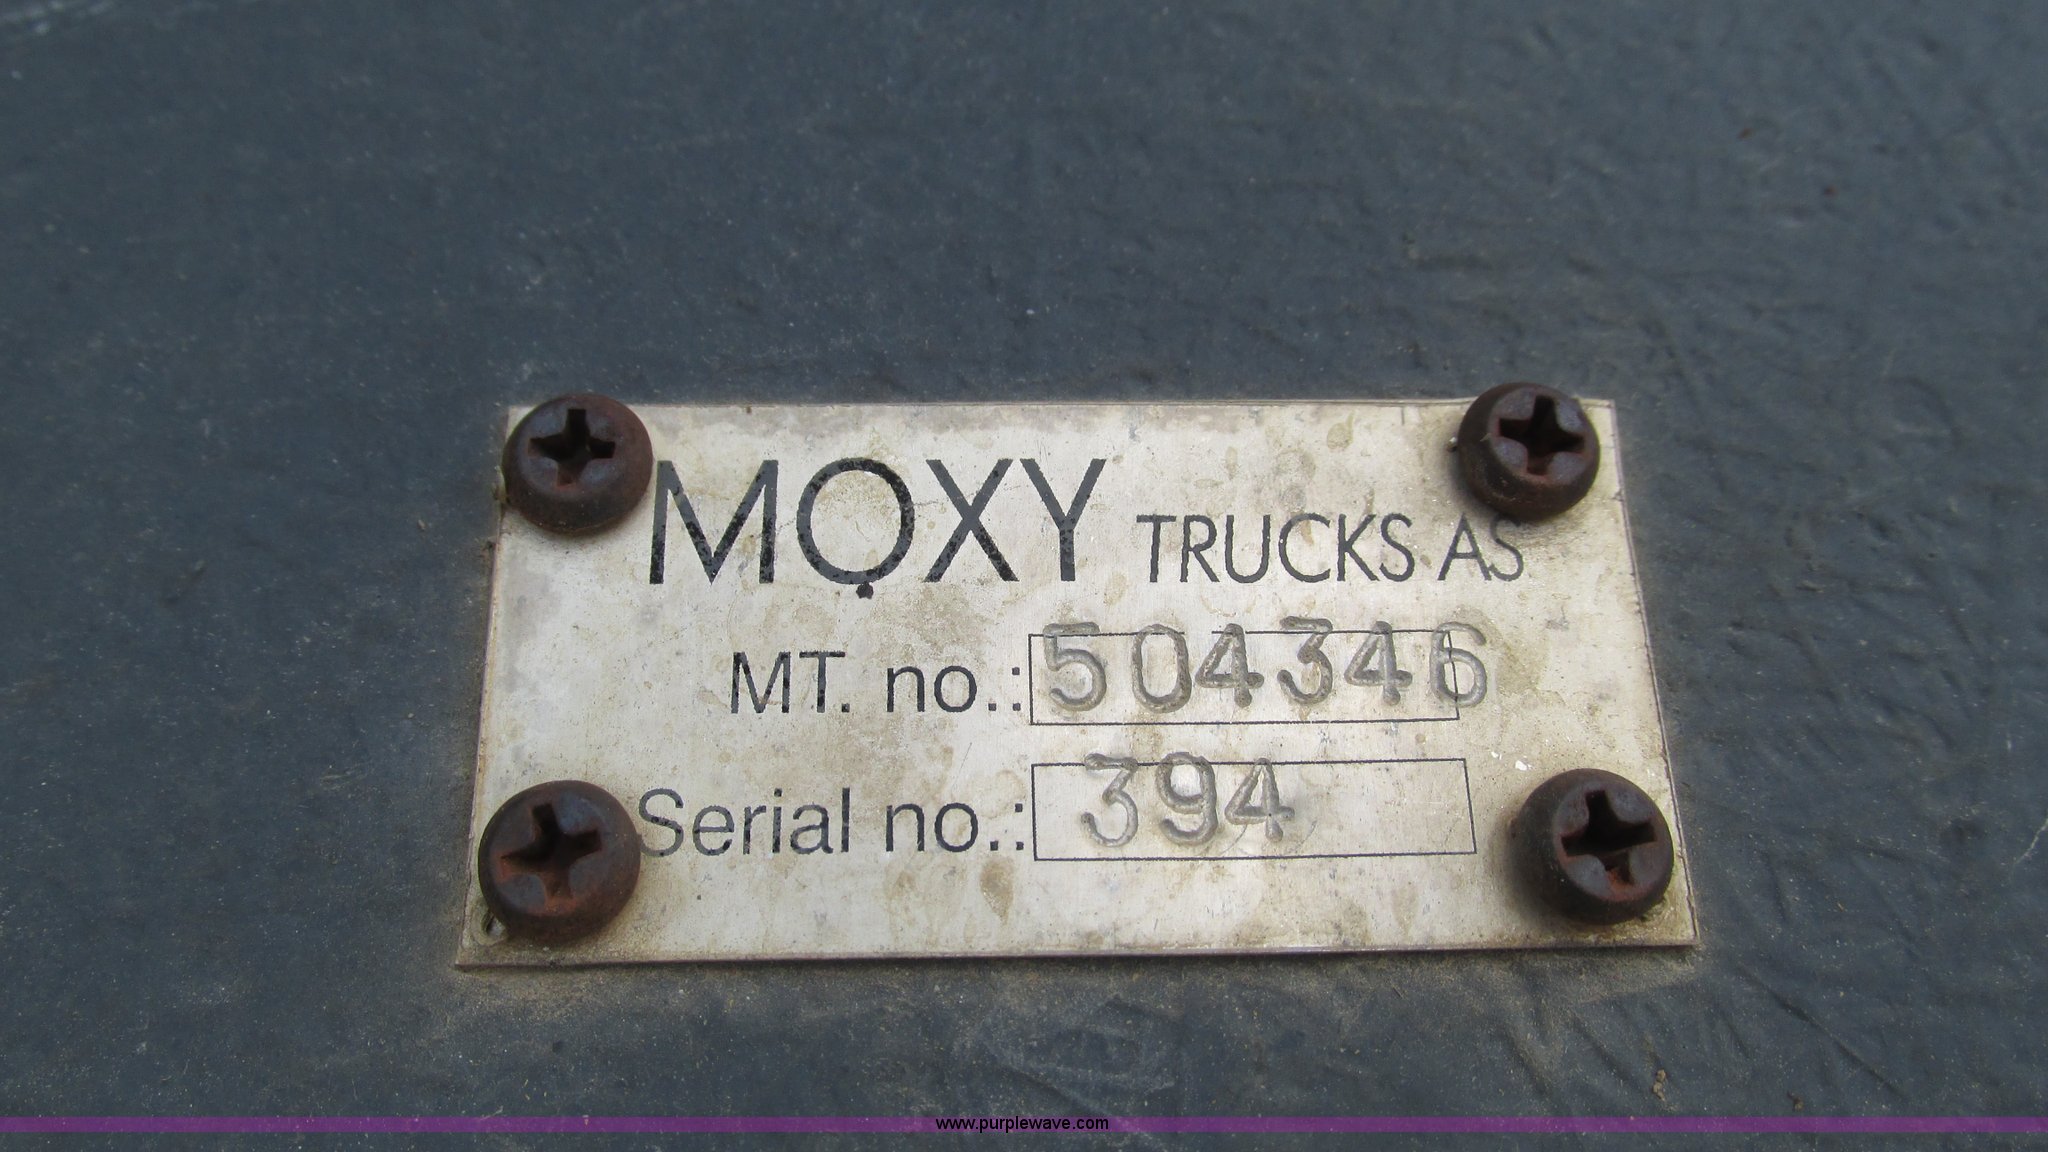 MOXY TRUCKS AS
MT. no.: 504346
Serial no.: 394
www.purplewave.com